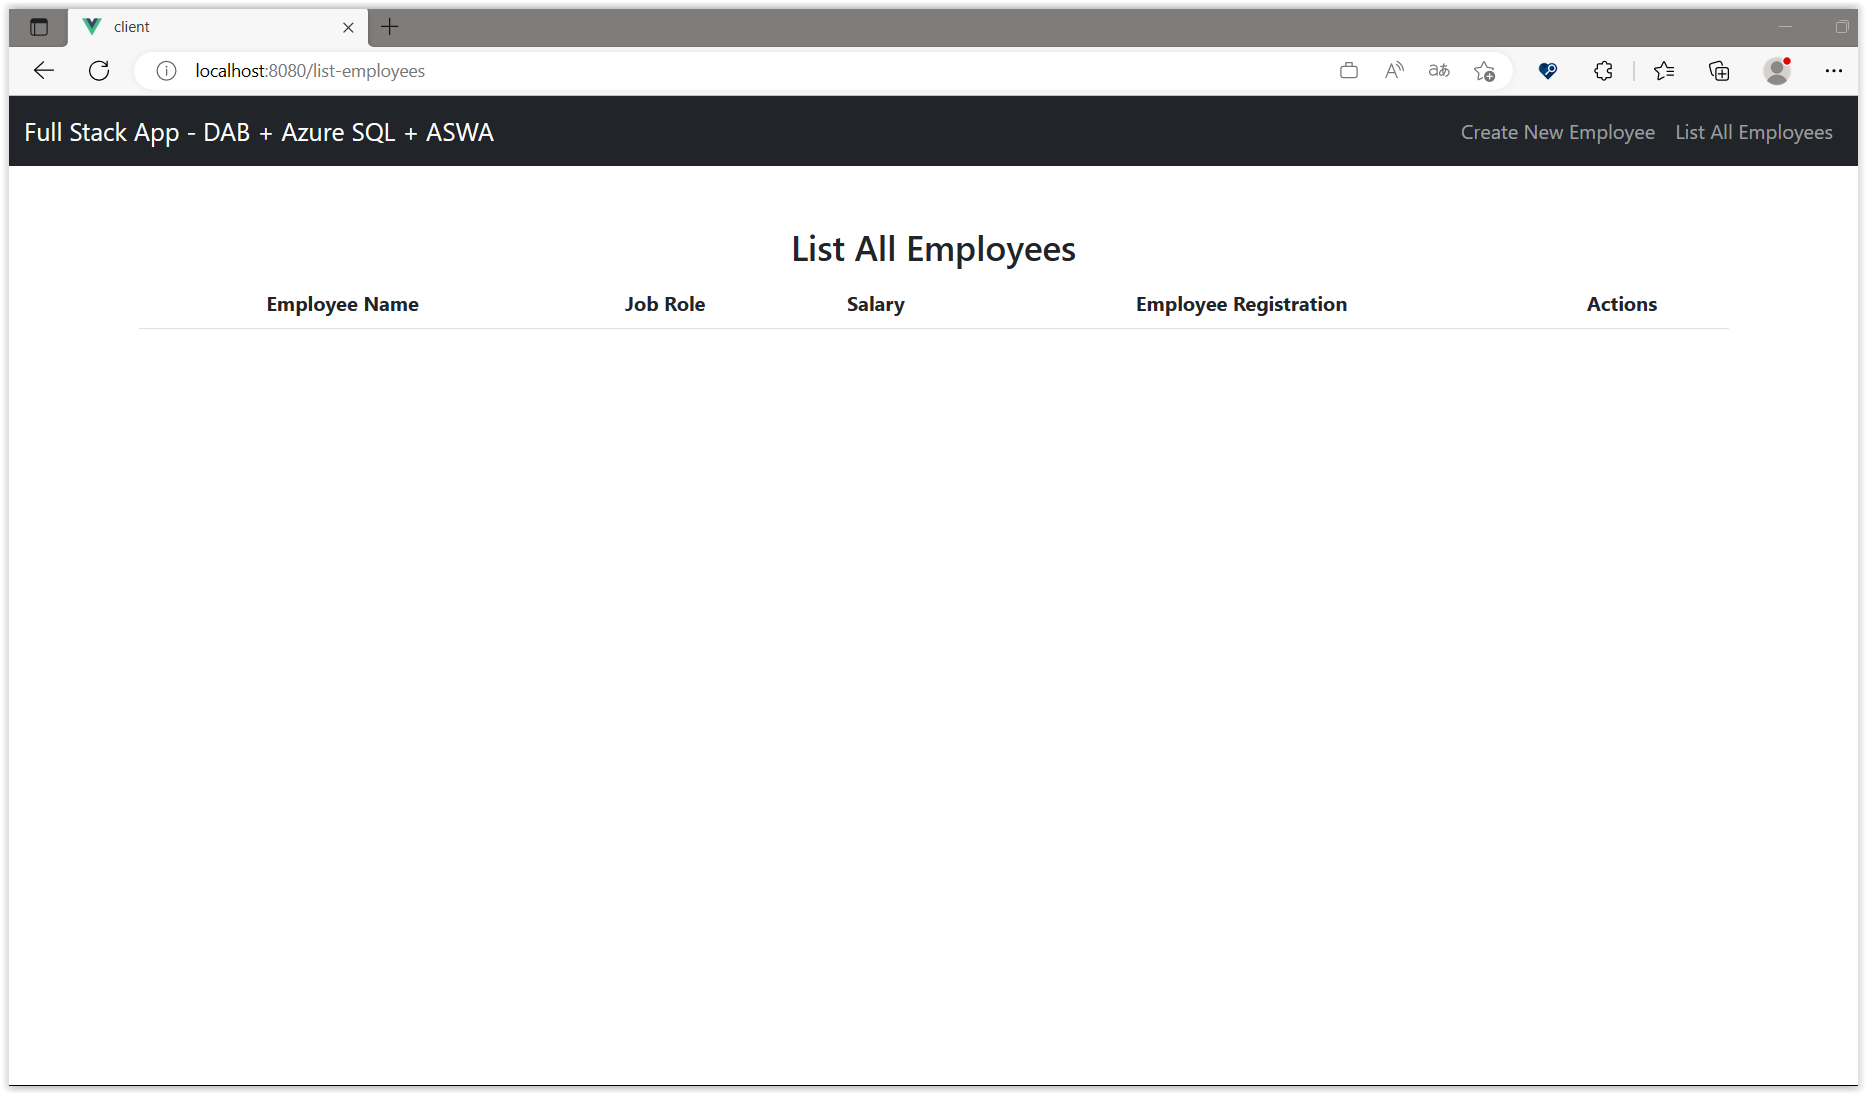 client
localhost:8080/list-employees
Full Stack App - DAB + Azure SQL + ASWA
Create New Employee
List All Employees
List All Employees
Employee Name Job Role Salary Employee Registration Actions